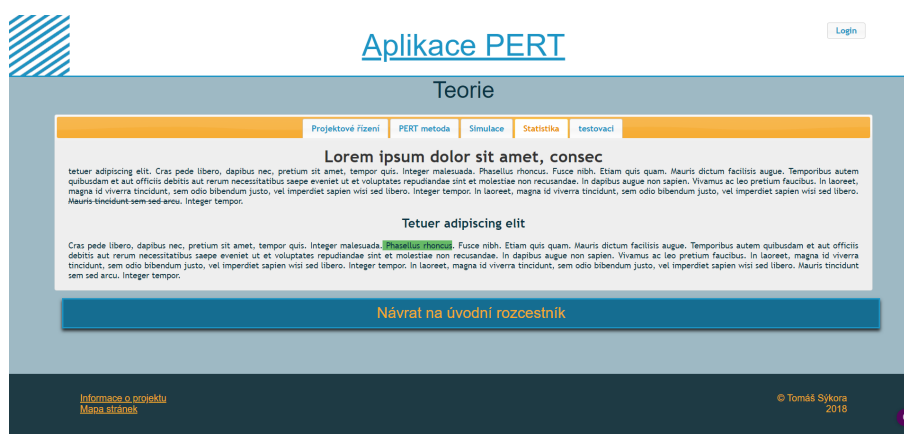 Aplikace PERT
Login
Teorie
Projektové řízení PERT metoda Simulace Statistika testovací
Lorem ipsum dolor sit amet, consec
tetuer adipiscing elit. Cras pede libero, dapibus nec, pretium sit amet, tempor quis. Integer malesuada. Phasellus rhoncus. Fusce nibh. Etiam quis quam. Mauris dictum facilisis augue. Temporibus autem
quibusdam et aut officiis debitis aut rerum necessitatibus saepe eveniet ut et voluptates repudiandae sint et molestiae non recusandae. In dapibus augue non sapien. Vivamus ac leo pretium faucibus. In laoreet,
magna id viverra tincidunt, sem odio bibendum justo, vel imperdiet sapien wisi sed libero. Integer tempor. In laoreet, magna id viverra tincidunt, sem odio bibendum justo, vel imperdiet sapien wisi sed libero.
Mauris tincidunt sem sed arcu. Integer tempor.
Tetuer adipiscing elit
Cras pede libero, dapibus nec, pretium sit amet, tempor quis. Integer malesuada. Phasellus rhoncus. Fusce nibh. Etiam quis quam. Mauris dictum facilisis augue. Temporibus autem quibusdam et aut officiis
debitis aut rerum necessitatibus saepe eveniet ut et voluptates repudiandae sint et molestiae non recusandae. In dapibus augue non sapien. Vivamus ac leo pretium faucibus. In laoreet, magna id viverra
tincidunt, sem odio bibendum justo, vel imperdiet sapien wisi sed libero. Integer tempor. In laoreet, magna id viverra tincidunt, sem odio bibendum justo, vel imperdiet sapien wisi sed libero. Mauris tincidunt
sem sed arcu. Integer tempor.
Návrat na úvodní rozcestník
Informace o projektu
Mapa stránek
© Tomáš Sýkora
2018